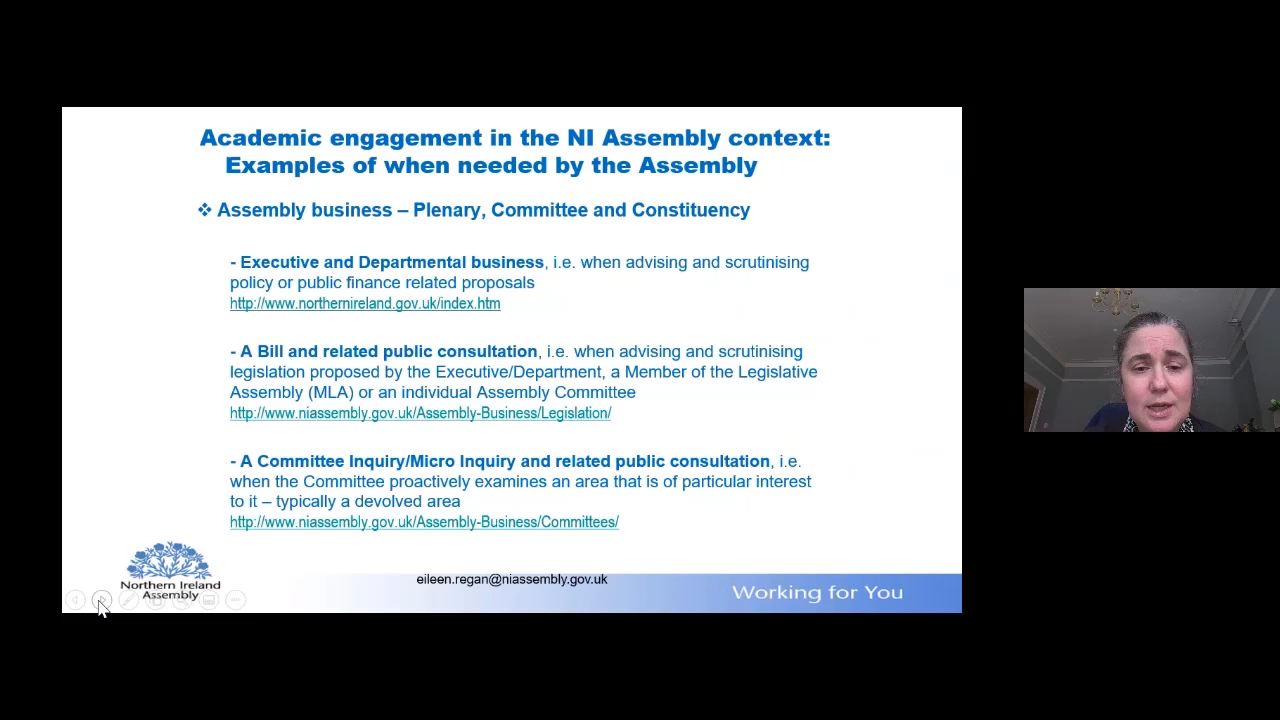 Academic engagement in the NI Assembly context:
Examples of when needed by the Assembly
❖ Assembly business – Plenary, Committee and Constituency
- Executive and Departmental business, i.e. when advising and scrutinising
policy or public finance related proposals
http://www.northernireland.gov.uk/index.htm
- A Bill and related public consultation, i.e. when advising and scrutinising
legislation proposed by the Executive/Department, a Member of the Legislative
Assembly (MLA) or an individual Assembly Committee
http://www.niassembly.gov.uk/Assembly-Business/Legislation/
- A Committee Inquiry/Micro Inquiry and related public consultation, i.e.
when the Committee proactively examines an area that is of particular interest
to it – typically a devolved area
http://www.niassembly.gov.uk/Assembly-Business/Committees/
Northern Ireland
Assembly
eileen.regan@niassembly.gov.uk
Working for You